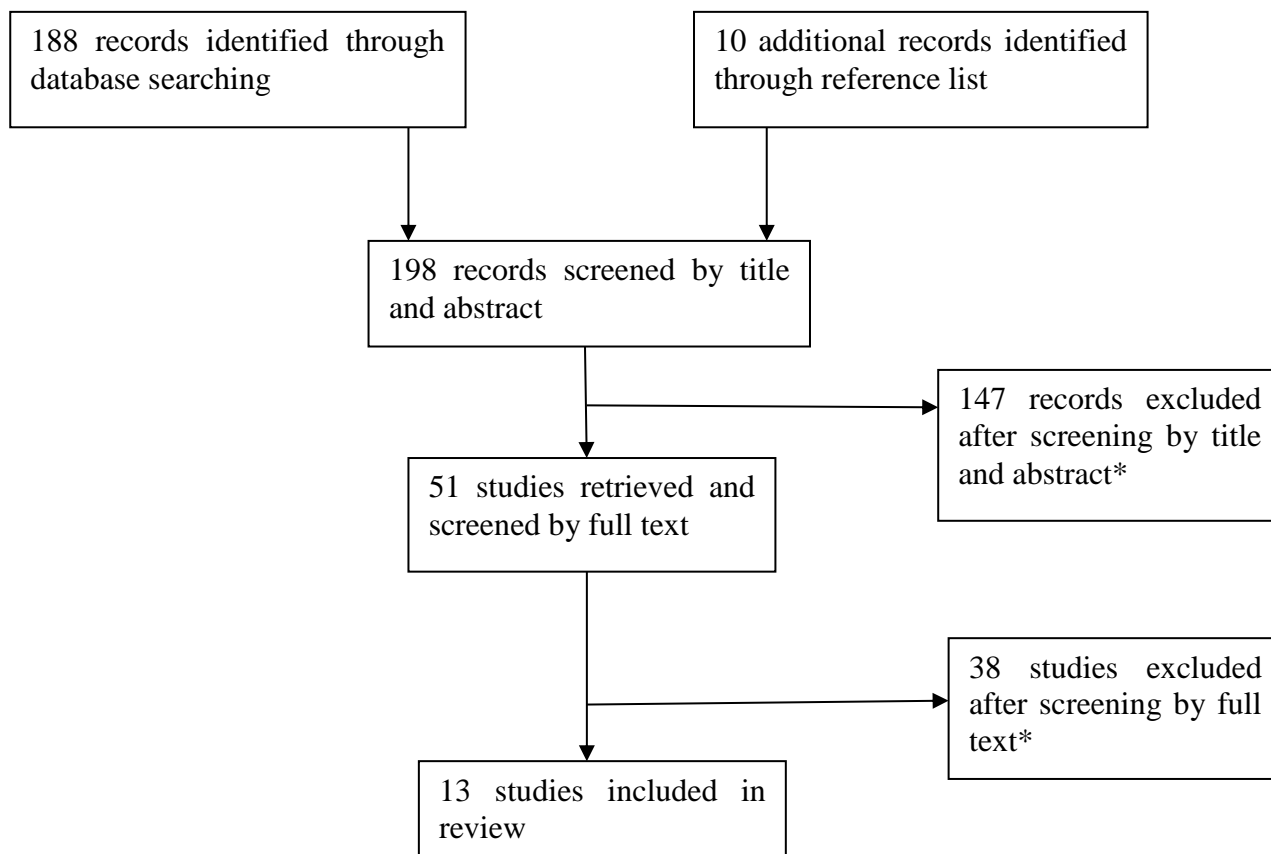 188 records identified through
database searching
10 additional records identified
through reference list
198 records screened by title
and abstract
147 records excluded
after screening by title
and abstract*
51 studies retrieved and
screened by full text
38 studies excluded
after screening by full
text*
13 studies included in
review